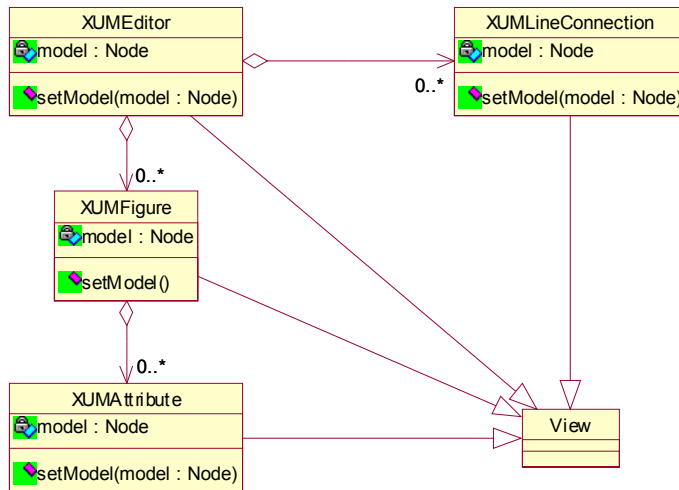 XUMEditor
model : Node
setModel(model : Node)
XUMLineConnection
model : Node
setModel(model : Node)
0..*
0..*
XUMFigure
model : Node
setModel()
0..*
XUMAttribute
model : Node
setModel(model : Node)
View